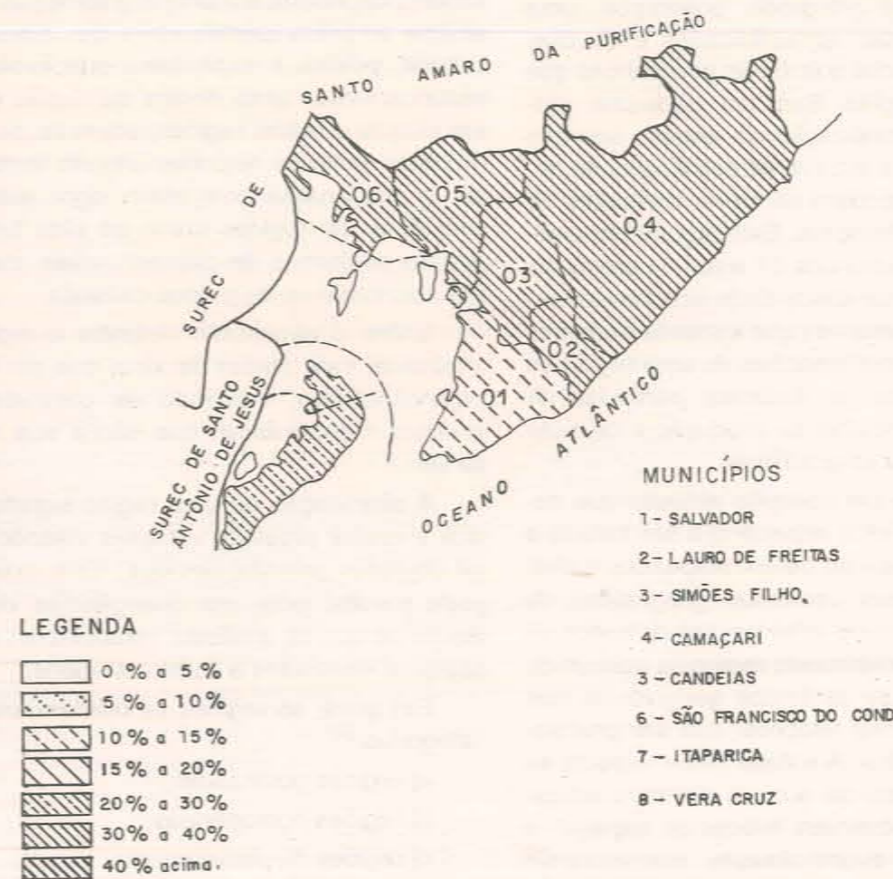 SANTO AMARO DA PURIFICAÇÃO
SUREC DE
06
05
04
03
02
01
SUREC DE SANTO
ANTÔNIO DE JESUS
OCEANO ATLÂNTICO
MUNICÍPIOS
1- SALVADOR
2- LAURO DE FREITAS
3- SIMÕES FILHO
4- CAMAÇARI
3- CANDEIAS
6- SÃO FRANCISCO DO COND
7- ITAPARICA
8- VERA CRUZ
LEGENDA
0% a 5%
5% a 10%
10% a 15%
15% a 20%
20% a 30%
30% a 40%
40% acima.